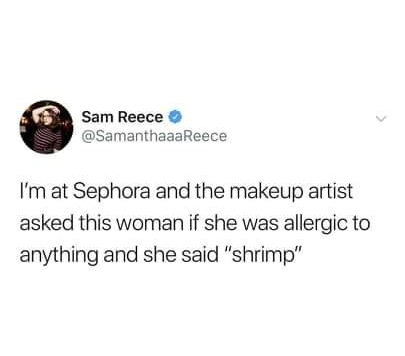 Sam Reece
@SamanthaaaReece
I'm at Sephora and the makeup artist
asked this woman if she was allergic to
anything and she said “shrimp”